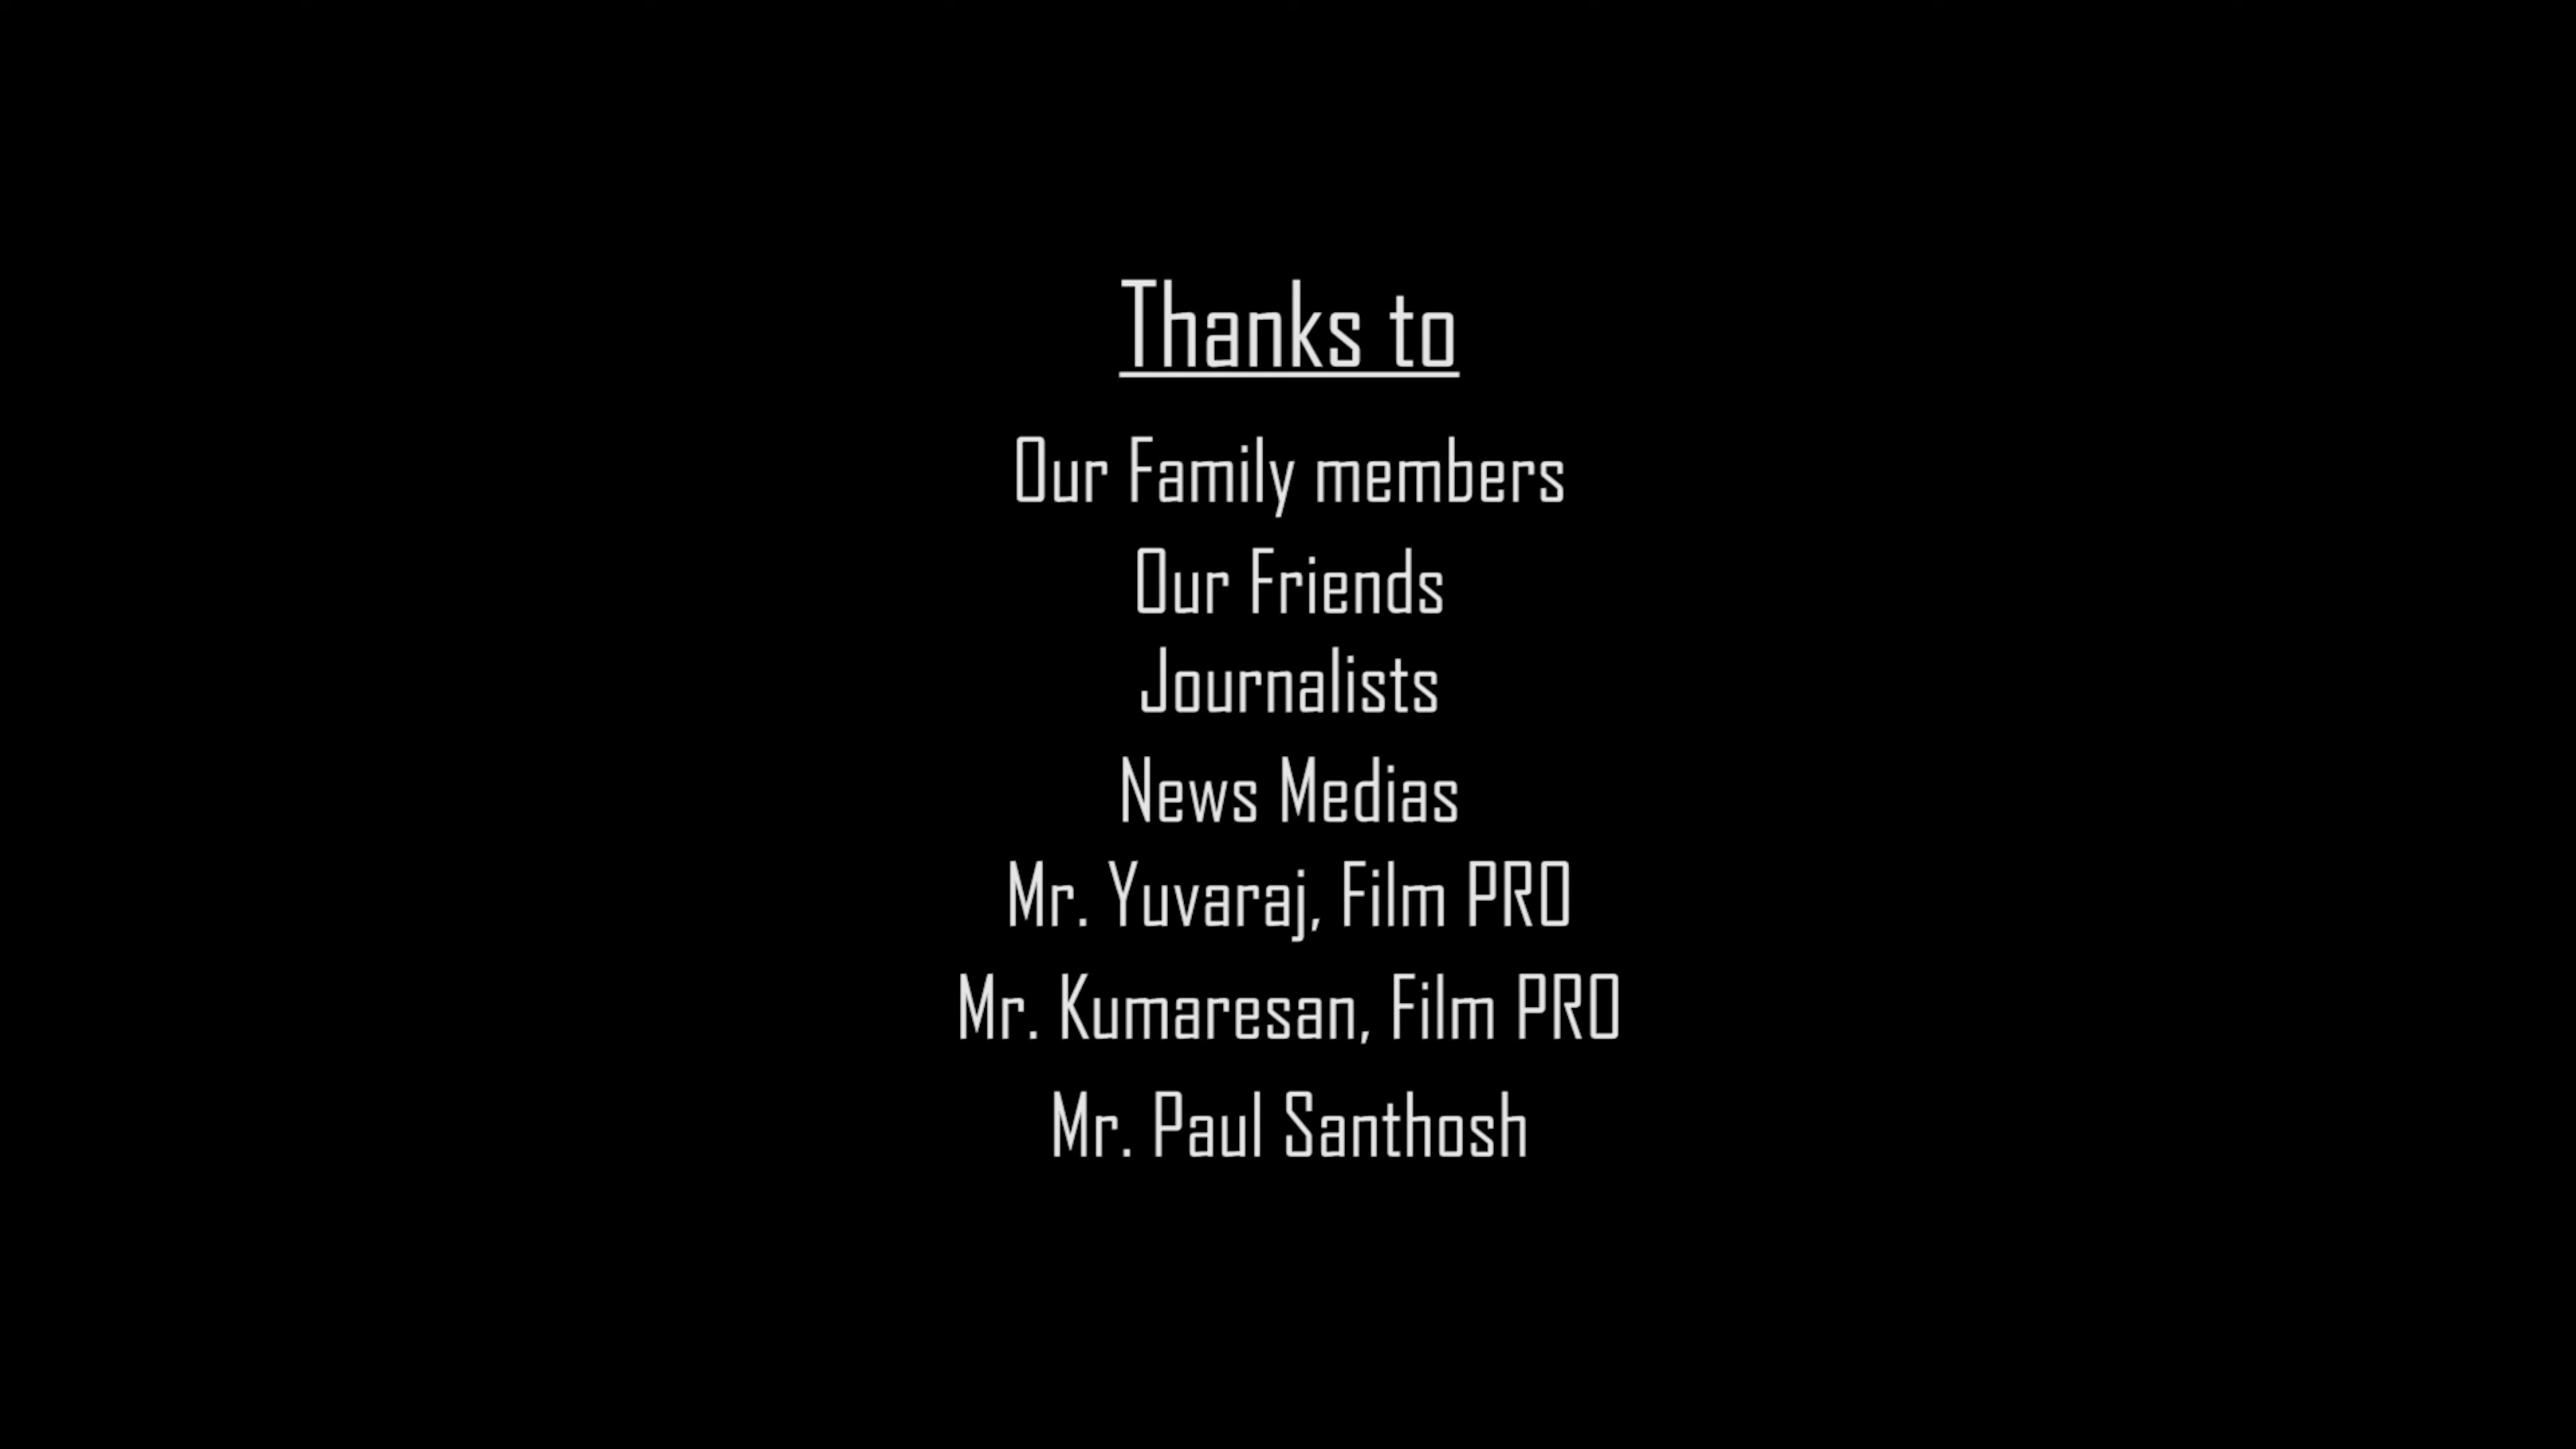 Thanks to
Our Family members
Our Friends
Journalists
News Medias
Mr. Yuvaraj, Film PRO
Mr. Kumaresan, Film PRO
Mr. Paul Santhosh